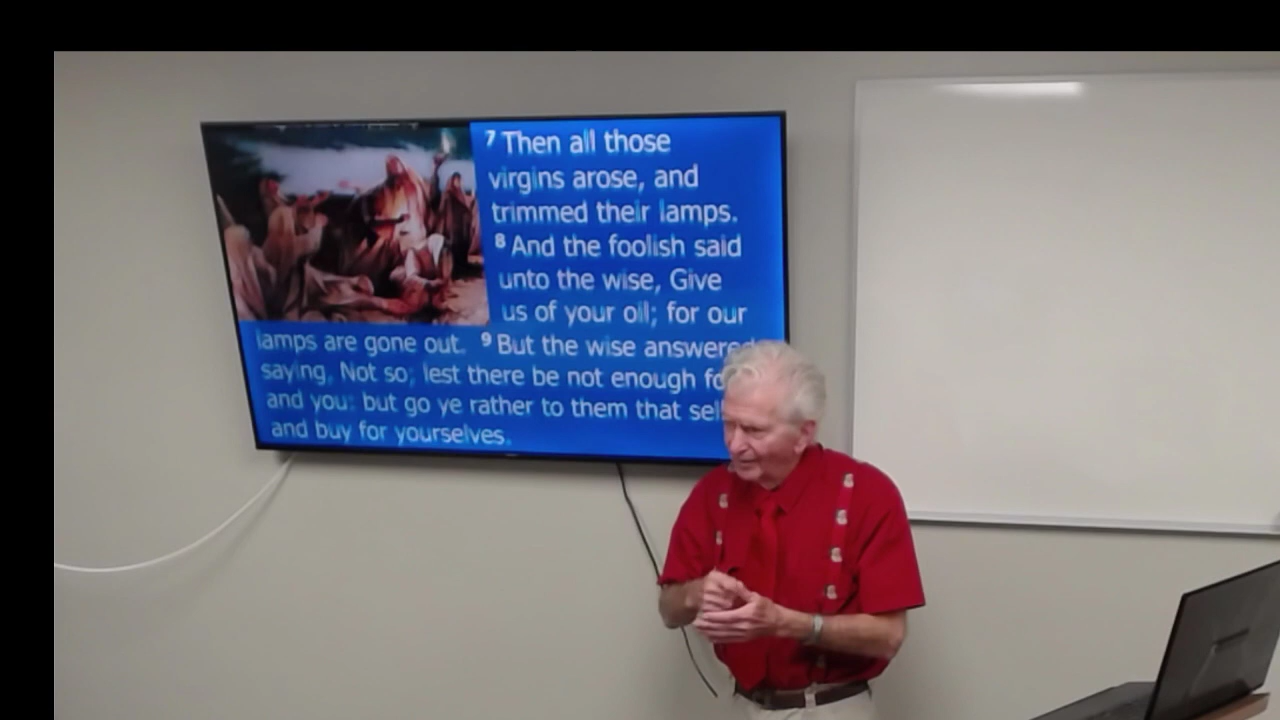 7 Then all those
virgins arose, and
trimmed their lamps.
8 And the foolish said
unto the wise, Give
us of your oil; for our
lamps are gone out. 9 But the wise answered
saying, Not so; lest there be not enough
and you: but go ye rather to them that sell
and buy for yourselves.